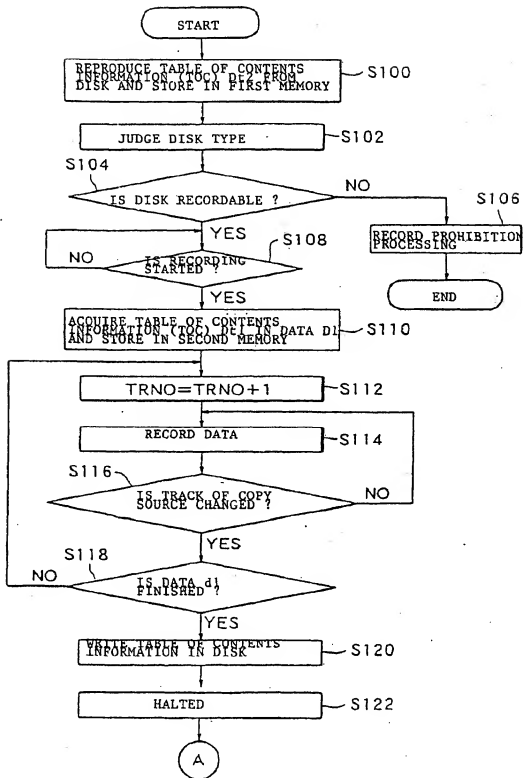 START
REPRODUCE TABLE OF CONTENTS
INFORMATION (TOC) Dt2 FROM
DISK AND STORE IN FIRST MEMORY
S100
JUDGE DISK TYPE
S102
S104
IS DISK RECORDABLE ?
NO
S106
RECORD PROHIBITION
PROCESSING
END
YES
S108
IS RECORDING
STARTED ?
NO
YES
ACQUIRE TABLE OF CONTENTS
INFORMATION (TOC) Dt1 IN DATA D1
AND STORE IN SECOND MEMORY
S110
TRNO=TRNO+1
S112
RECORD DATA
S114
S116
IS TRACK OF COPY
SOURCE CHANGED ?
NO
YES
S118
NO
IS DATA d1
FINISHED ?
YES
WRITE TABLE OF CONTENTS
INFORMATION IN DISK
S120
HALTED
S122
A